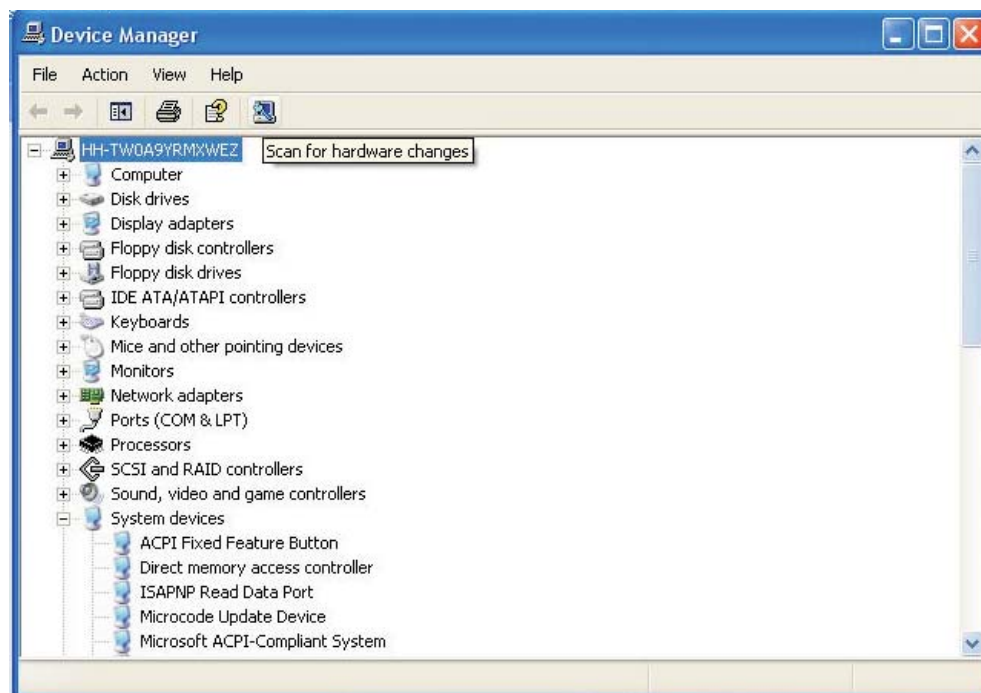 Device Manager
File Action View Help
HH-TW0A9YRMXWEZ Scan for hardware changes
Computer
Disk drives
Display adapters
Floppy disk controllers
Floppy disk drives
IDE ATA/ATAPI controllers
Keyboards
Mice and other pointing devices
Monitors
Network adapters
Ports (COM & LPT)
Processors
SCSI and RAID controllers
Sound, video and game controllers
System devices
ACPI Fixed Feature Button
Direct memory access controller
ISAPNP Read Data Port
Microcode Update Device
Microsoft ACPI-Compliant System